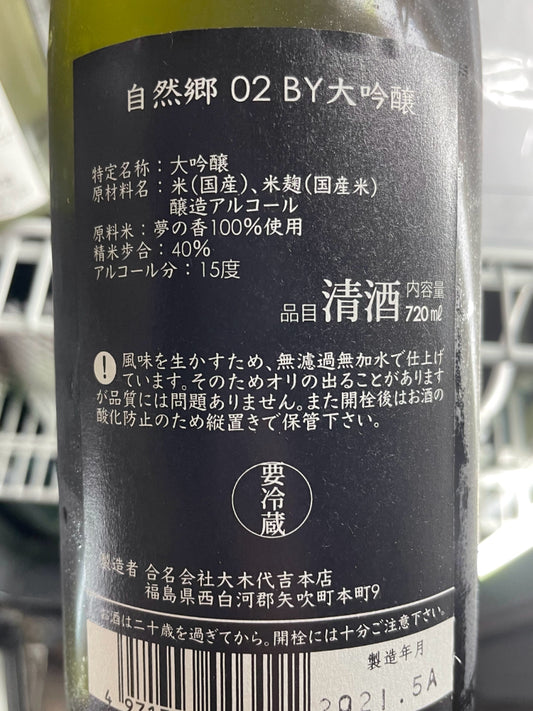 自然郷 02 BY大吟醸
特定名称：大吟醸
原材料名：米(国産)、米麹(国産米)
醸造アルコール
原料米：夢の香100%使用
精米歩合：40%
アルコール分：15度
品目 清酒 内容量 720㎖
! 風味を生かすため、無濾過無加水で仕上げ
ています。そのためオリの出ることがあります
が品質には問題ありません。また開栓後はお酒の
酸化防止のため縦置きで保管下さい。
要冷蔵
製造者 合名会社大木代吉本店
福島県西白河郡矢吹町本町9
お酒は二十歳を過ぎてから。開栓には十分ご注意下さい。
製造年月
2021.5A